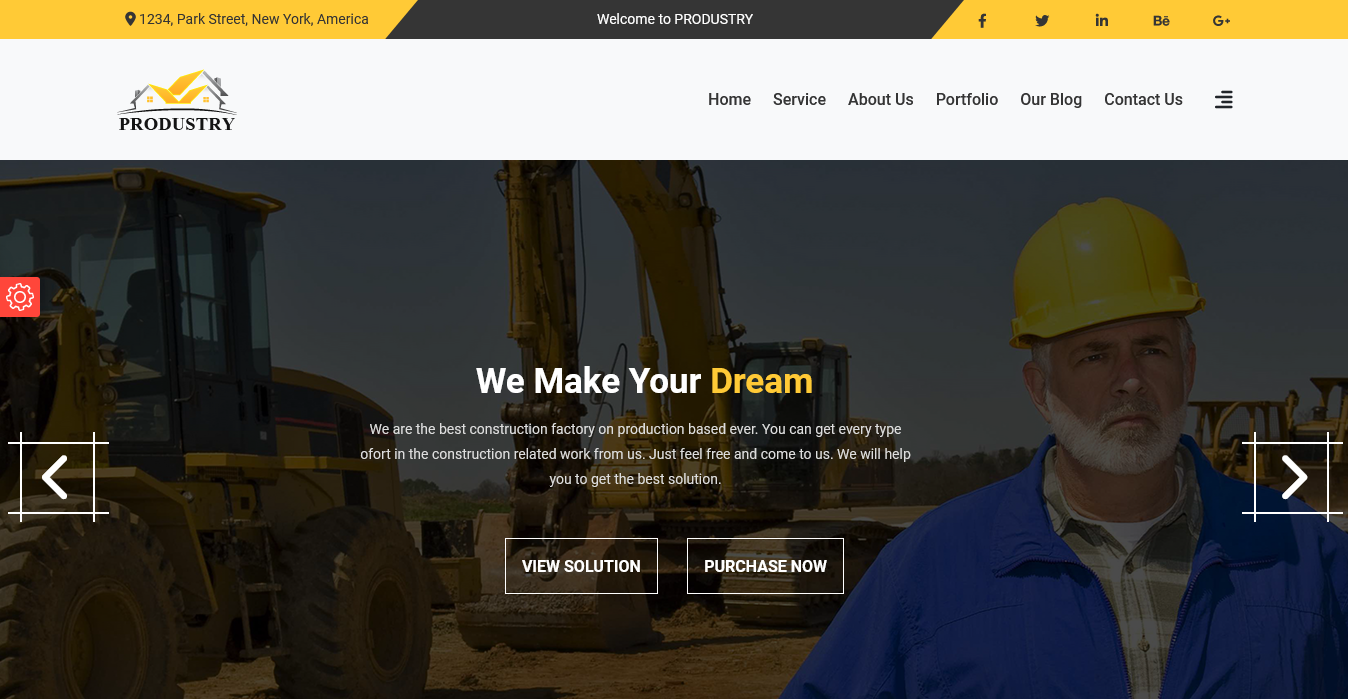 1234, Park Street, New York, America
Welcome to PRODUSTRY
PRODUSTRY
Home Service About Us Portfolio Our Blog Contact Us
We Make Your Dream
We are the best construction factory on production based ever. You can get every type
ofort in the construction related work from us. Just feel free and come to us. We will help
you to get the best solution.
VIEW SOLUTION PURCHASE NOW